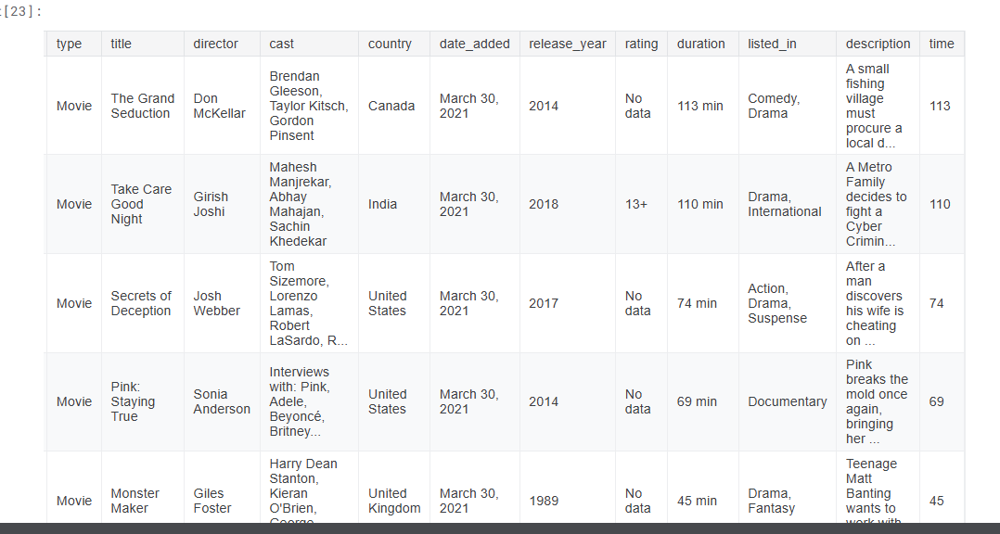 [23]:
type
title
director
cast
country
date_added
release_year
rating
duration
listed_in
description
time
Movie
The Grand
Seduction
Don
McKellar
Brendan
Gleeson,
Taylor Kitsch,
Gordon
Pinsent
Canada
March 30,
2021
2014
No
data
113 min
Comedy,
Drama
A small
fishing
village
must
procure a
local d...
113
Movie
Take Care
Good
Night
Girish
Joshi
Mahesh
Manjrekar,
Abhay
Mahajan,
Sachin
Khedekar
India
March 30,
2021
2018
13+
110 min
Drama,
International
A Metro
Family
decides to
fight a
Cyber
Crimin...
110
Movie
Secrets of
Deception
Josh
Webber
Tom
Sizemore,
Lorenzo
Lamas,
Robert
LaSardo, R...
United
States
March 30,
2021
2017
No
data
74 min
Action,
Drama,
Suspense
After a
man
discovers
his wife is
cheating
on ...
74
Movie
Pink:
Staying
True
Sonia
Anderson
Interviews
with: Pink,
Adele,
Beyoncé,
Britney...
United
States
March 30,
2021
2014
No
data
69 min
Documentary
Pink
breaks the
mold once
again,
bringing
her ...
69
Movie
Monster
Maker
Giles
Foster
Harry Dean
Stanton,
Kieran
O'Brien,
George
United
Kingdom
March 30,
2021
1989
No
data
45 min
Drama,
Fantasy
Teenage
Matt
Banting
wants to
work with
45